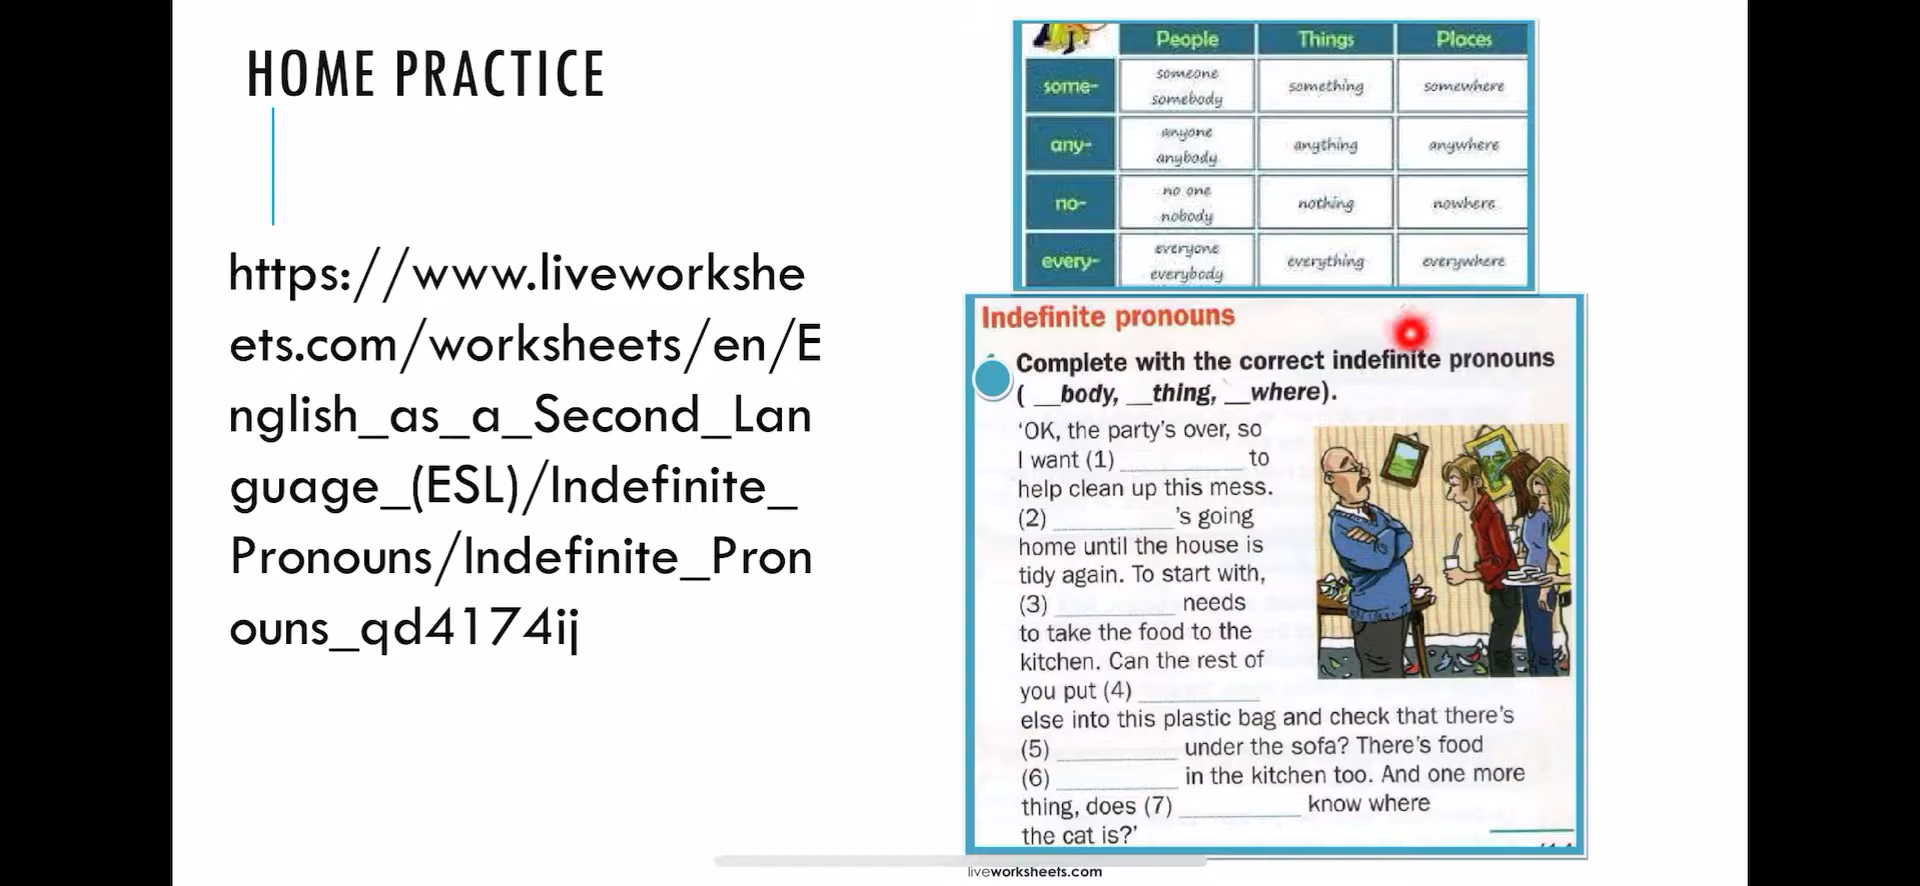 HOME PRACTICE
https://www.liveworkshe
ets.com/worksheets/en/E
nglish_as_a_Second_Lan
guage_(ESL)/Indefinite_
Pronouns/Indefinite_Pron
ouns_qd4174ij
People Things Places
some- someone somebody something somewhere
any- anyone anybody anything anywhere
no- no one nobody nothing nowhere
every- everyone everybody everything everywhere
Indefinite pronouns
Complete with the correct indefinite pronouns
( __body, __thing, __where).
‘OK, the party’s over, so
I want (1) __________ to
help clean up this mess.
(2) __________ ’s going
home until the house is
tidy again. To start with,
(3) __________ needs
to take the food to the
kitchen. Can the rest of
you put (4) __________
else into this plastic bag and check that there’s
(5) __________ under the sofa? There’s food
(6) __________ in the kitchen too. And one more
thing, does (7) __________ know where
the cat is?’
liveworksheets.com